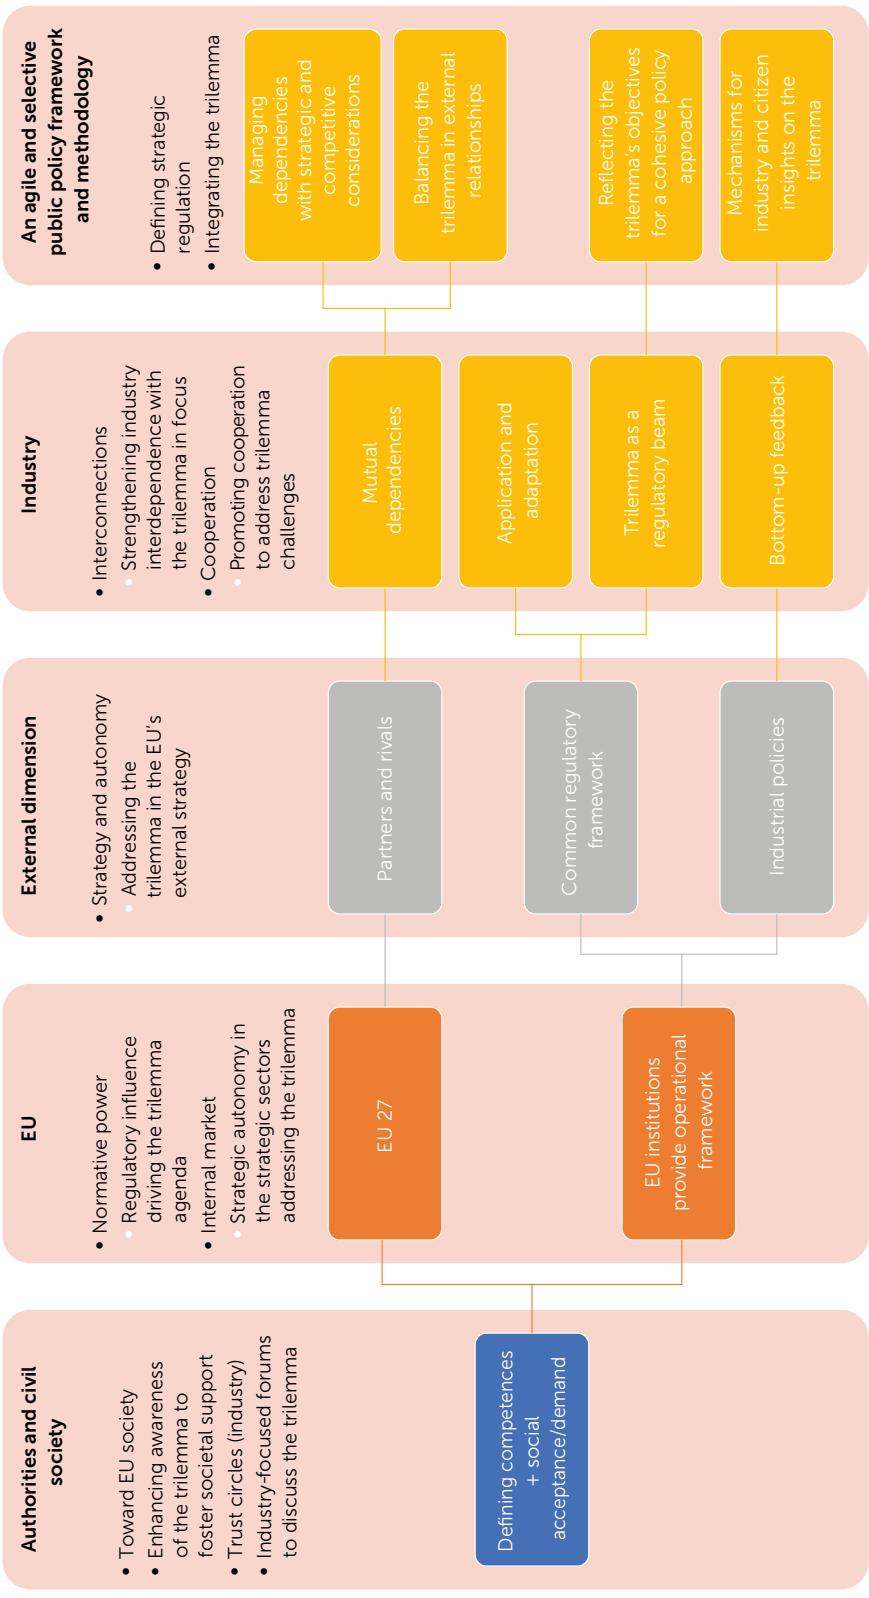 Authorities and civil
society
• Toward EU society
• Enhancing awareness
of the trilemma to
foster societal support
• Trust circles (industry)
• Industry-focused forums
to discuss the trilemma
Defining competences
+ social
acceptance/demand
EU
• Normative power
• Regulatory influence
driving the trilemma
agenda
• Internal market
• Strategic autonomy in
the strategic sectors
addressing the trilemma
EU 27
EU institutions
provide operational
framework
External dimension
• Strategy and autonomy
• Addressing the
trilemma in the EU's
external strategy
Partners and rivals
Common regulatory
framework
Industrial policies
Industry
• Interconnections
• Strengthening industry
interdependence with
the trilemma in focus
• Cooperation
• Promoting cooperation
to address trilemma
challenges
Mutual
dependencies
Application and
adaptation
Trilemma as a
regulatory beam
Bottom-up feedback
An agile and selective
public policy framework
and methodology
• Defining strategic
regulation
• Integrating the trilemma
Managing
dependencies
with strategic and
competitive
considerations
Balancing the
trilemma in external
relationships
Reflecting the
trilemma's objectives
for a cohesive policy
approach
Mechanisms for
industry and citizen
insights on the
trilemma